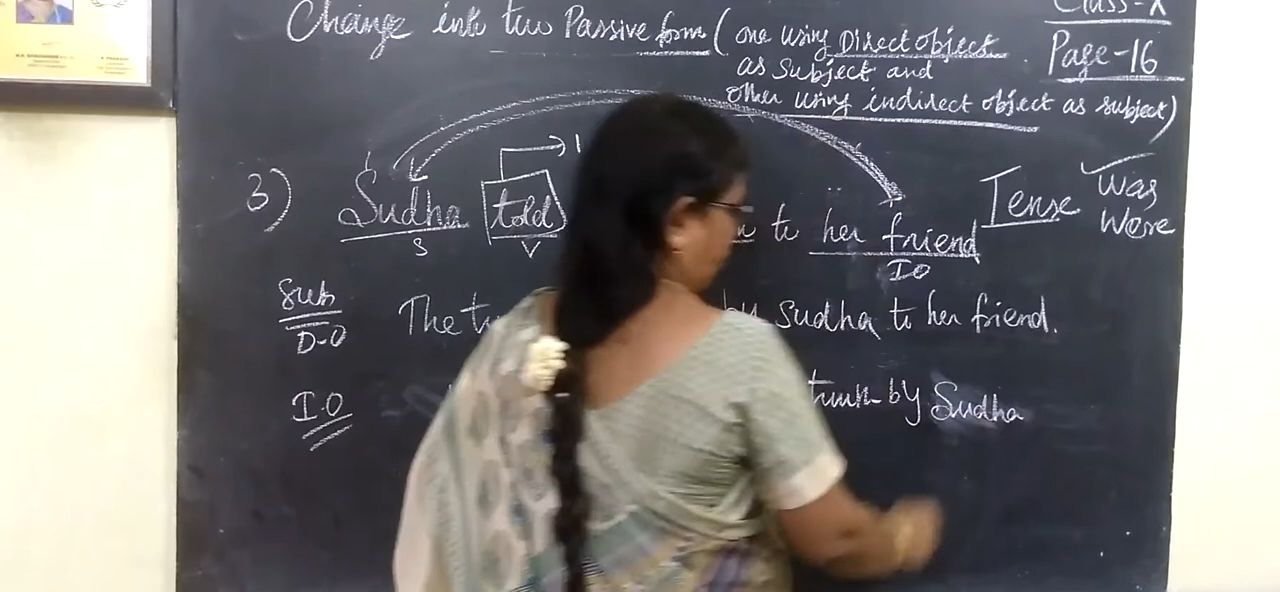 Class-X
Change into two Passive form ( one using Direct object
Page-16
as subject and
other using indirect object as subject)
3) Sudha told to her friend Tense was
were
S V IO
Sub
D-O The by Sudha to her friend.
I.O by Sudha